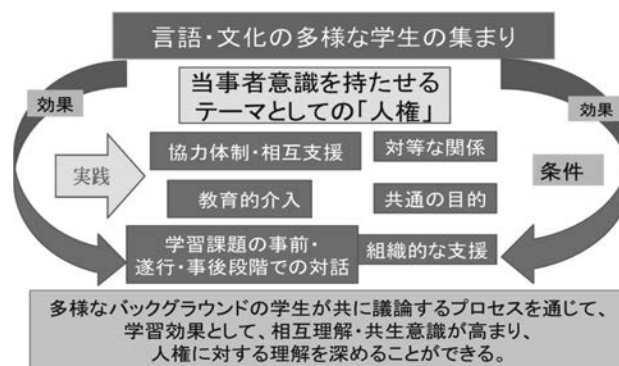 言語・文化の多様な学生の集まり
当事者意識を持たせる
テーマとしての「人権」
効果
効果
協力体制・相互支援
対等な関係
実践
条件
教育的介入
共通の目的
学習課題の事前・
遂行・事後段階での対話
組織的な支援
多様なバックグラウンドの学生が共に議論するプロセスを通じて、
学習効果として、相互理解・共生意識が高まり、
人権に対する理解を深めることができる。